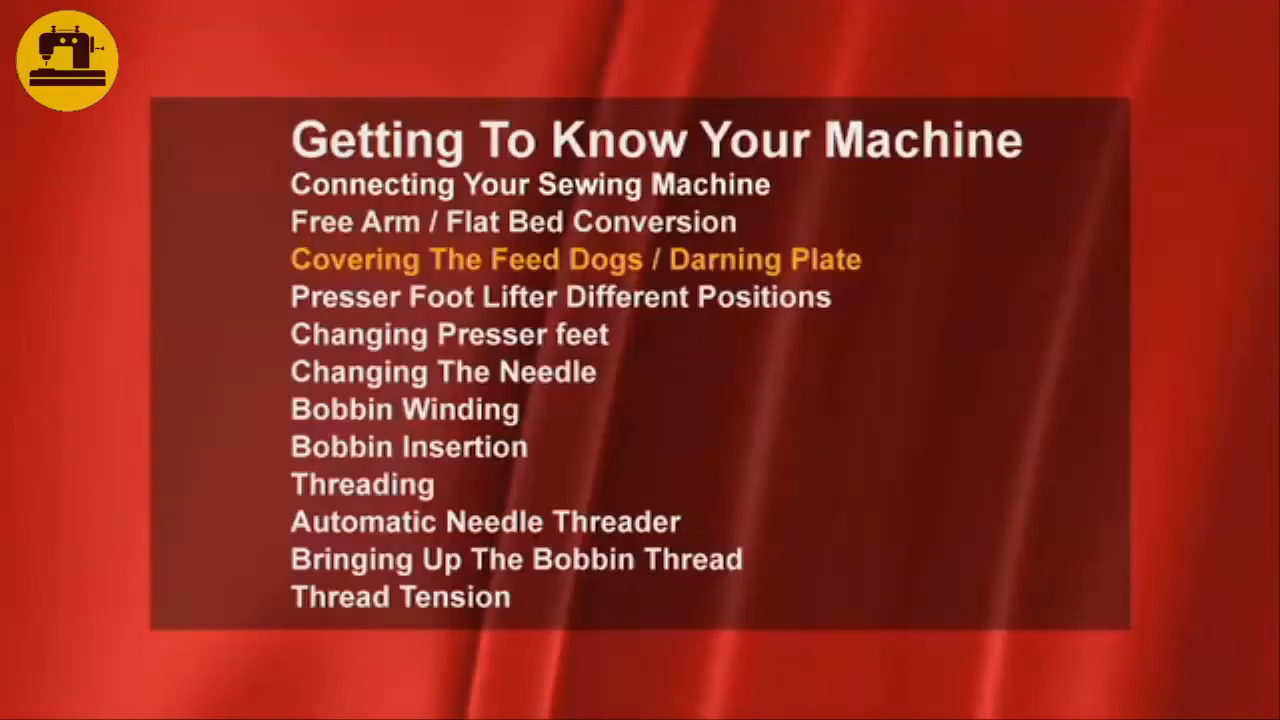 Getting To Know Your Machine
Connecting Your Sewing Machine
Free Arm / Flat Bed Conversion
Covering The Feed Dogs / Darning Plate
Presser Foot Lifter Different Positions
Changing Presser feet
Changing The Needle
Bobbin Winding
Bobbin Insertion
Threading
Automatic Needle Threader
Bringing Up The Bobbin Thread
Thread Tension